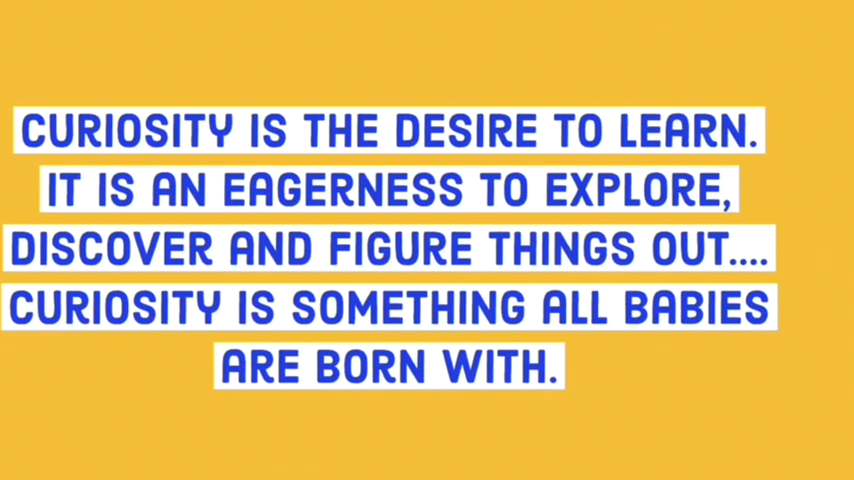 CURIOSITY IS THE DESIRE TO LEARN.
IT IS AN EAGERNESS TO EXPLORE,
DISCOVER AND FIGURE THINGS OUT....
CURIOSITY IS SOMETHING ALL BABIES
ARE BORN WITH.